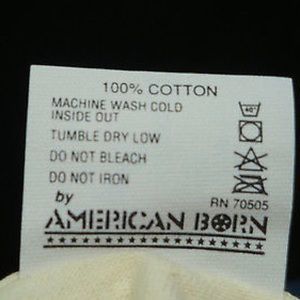 100% COTTON
MACHINE WASH COLD
INSIDE OUT
TUMBLE DRY LOW
DO NOT BLEACH
DO NOT IRON
by
RN 70505
AMERICAN BORN